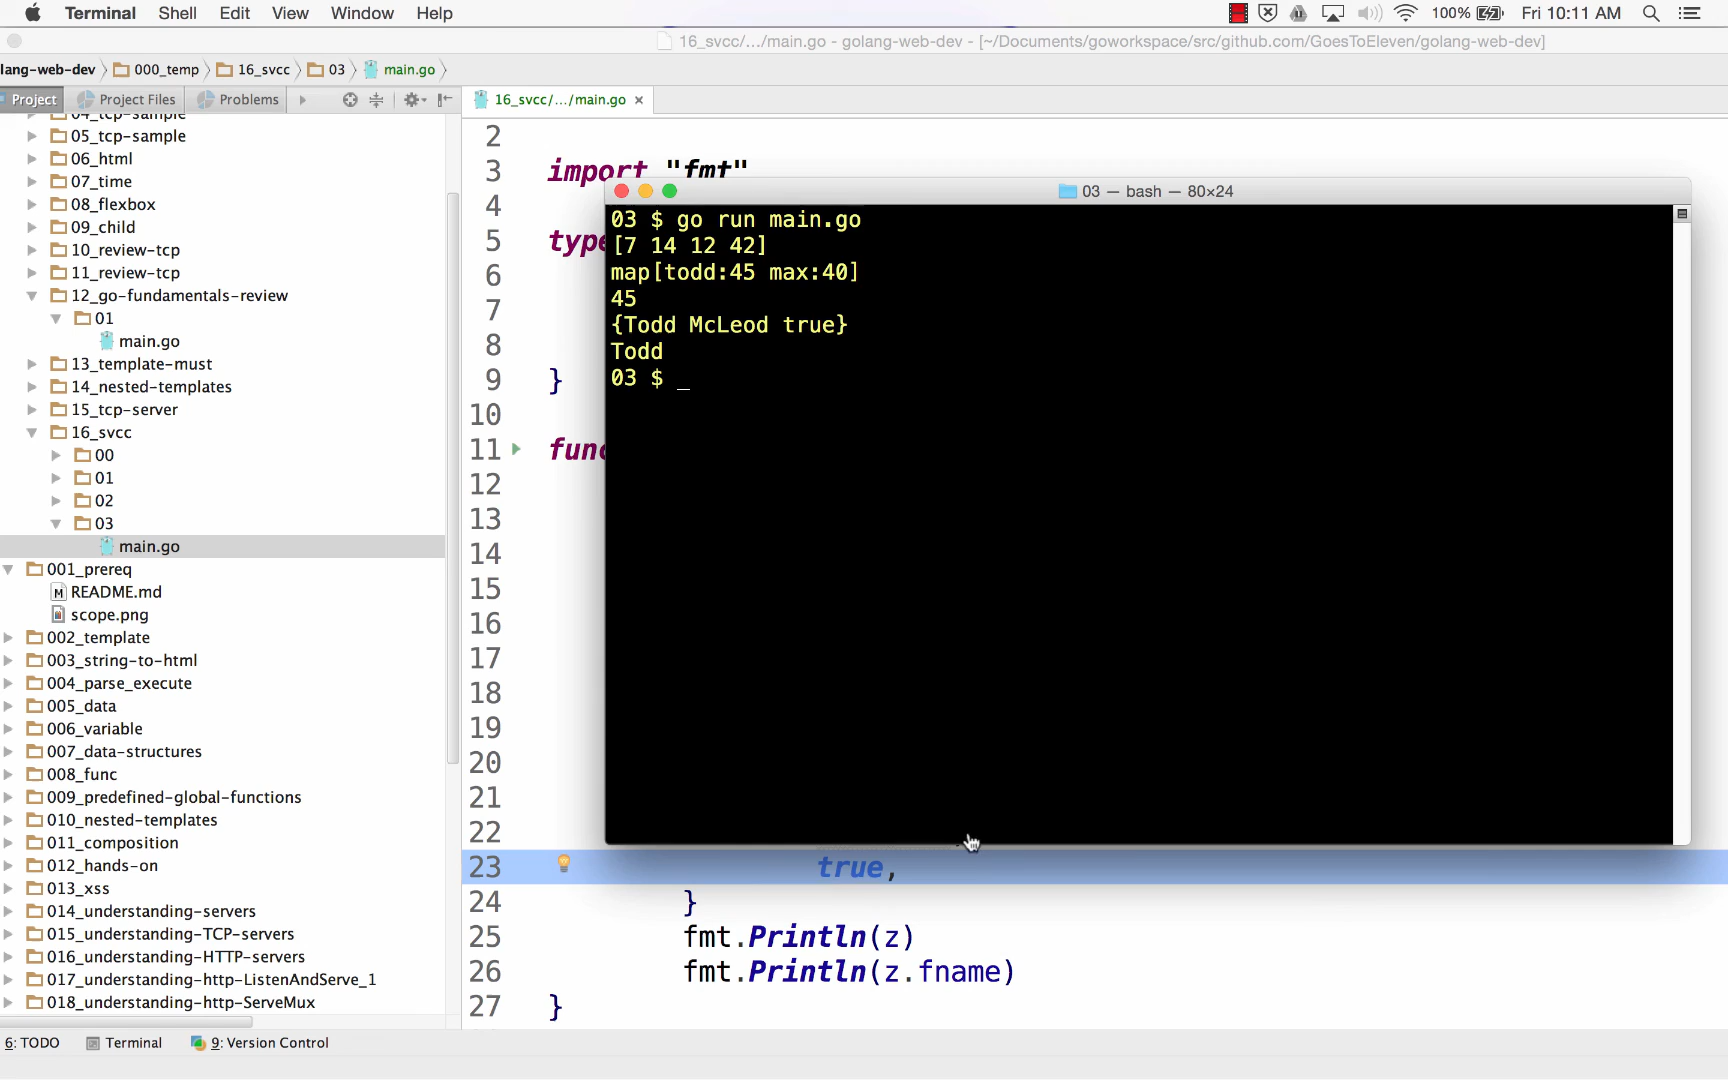 Terminal Shell Edit View Window Help 100% Fri 10:11 AM
16_svcc/.../main.go - golang-web-dev - [~/Documents/goworkspace/src/github.com/GoesToEleven/golang-web-dev]
lang-web-dev 000_temp 16_svcc 03 main.go
Project Project Files Problems 16_svcc/.../main.go
04_tcp-sample
05_tcp-sample
06_html
07_time
08_flexbox
09_child
10_review-tcp
11_review-tcp
12_go-fundamentals-review
01
main.go
13_template-must
14_nested-templates
15_tcp-server
16_svcc
00
01
02
03
main.go
001_prereq
README.md
scope.png
002_template
003_string-to-html
004_parse_execute
005_data
006_variable
007_data-structures
008_func
009_predefined-global-functions
010_nested-templates
011_composition
012_hands-on
013_xss
014_understanding-servers
015_understanding-TCP-servers
016_understanding-HTTP-servers
017_understanding-http-ListenAndServe_1
018_understanding-http-ServeMux
2
3 import "fmt"
4
5 type
6
7
8
9 }
10
11 func
12
13
14
15
16
17
18
19
20
21
22
23 true,
24 }
25 fmt.Println(z)
26 fmt.Println(z.fname)
27 }
03 — bash — 80×24
03 $ go run main.go
[7 14 12 42]
map[todd:45 max:40]
45
{Todd McLeod true}
Todd
03 $ _
6: TODO Terminal 9: Version Control